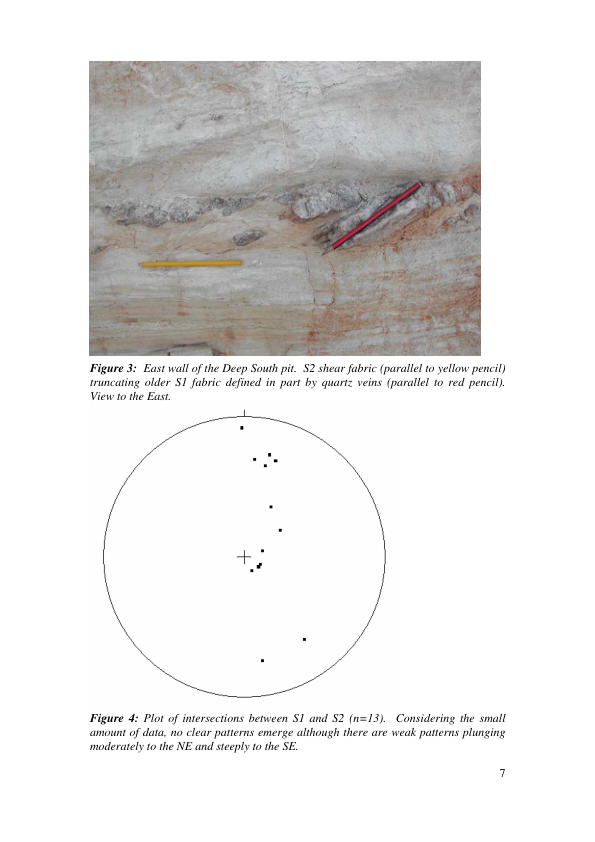 Figure 3: East wall of the Deep South pit. S2 shear fabric (parallel to yellow pencil)
truncating older S1 fabric defined in part by quartz veins (parallel to red pencil).
View to the East.
Figure 4: Plot of intersections between S1 and S2 (n=13). Considering the small
amount of data, no clear patterns emerge although there are weak patterns plunging
moderately to the NE and steeply to the SE.
7